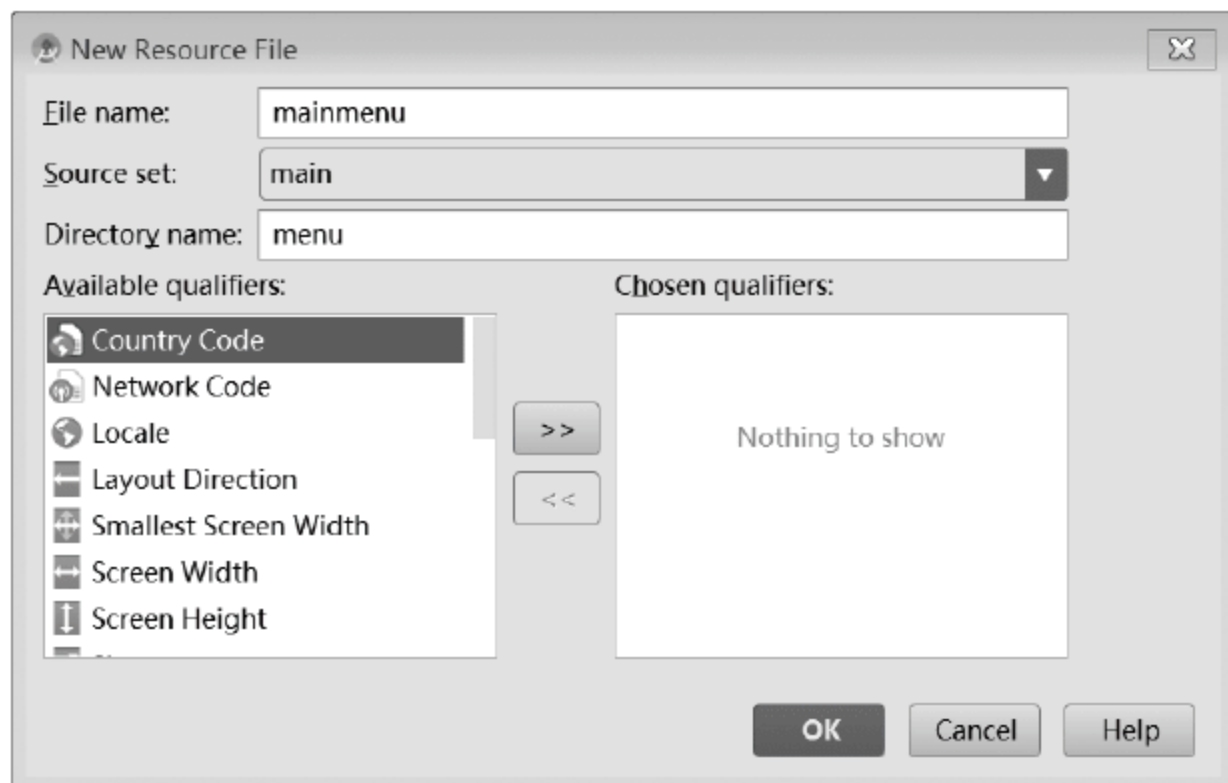 New Resource File
File name: mainmenu
Source set: main
Directory name: menu
Available qualifiers: Chosen qualifiers:
Country Code
Network Code
Locale
Layout Direction
Smallest Screen Width
Screen Width
Screen Height
>>
<<
Nothing to show
OK Cancel Help